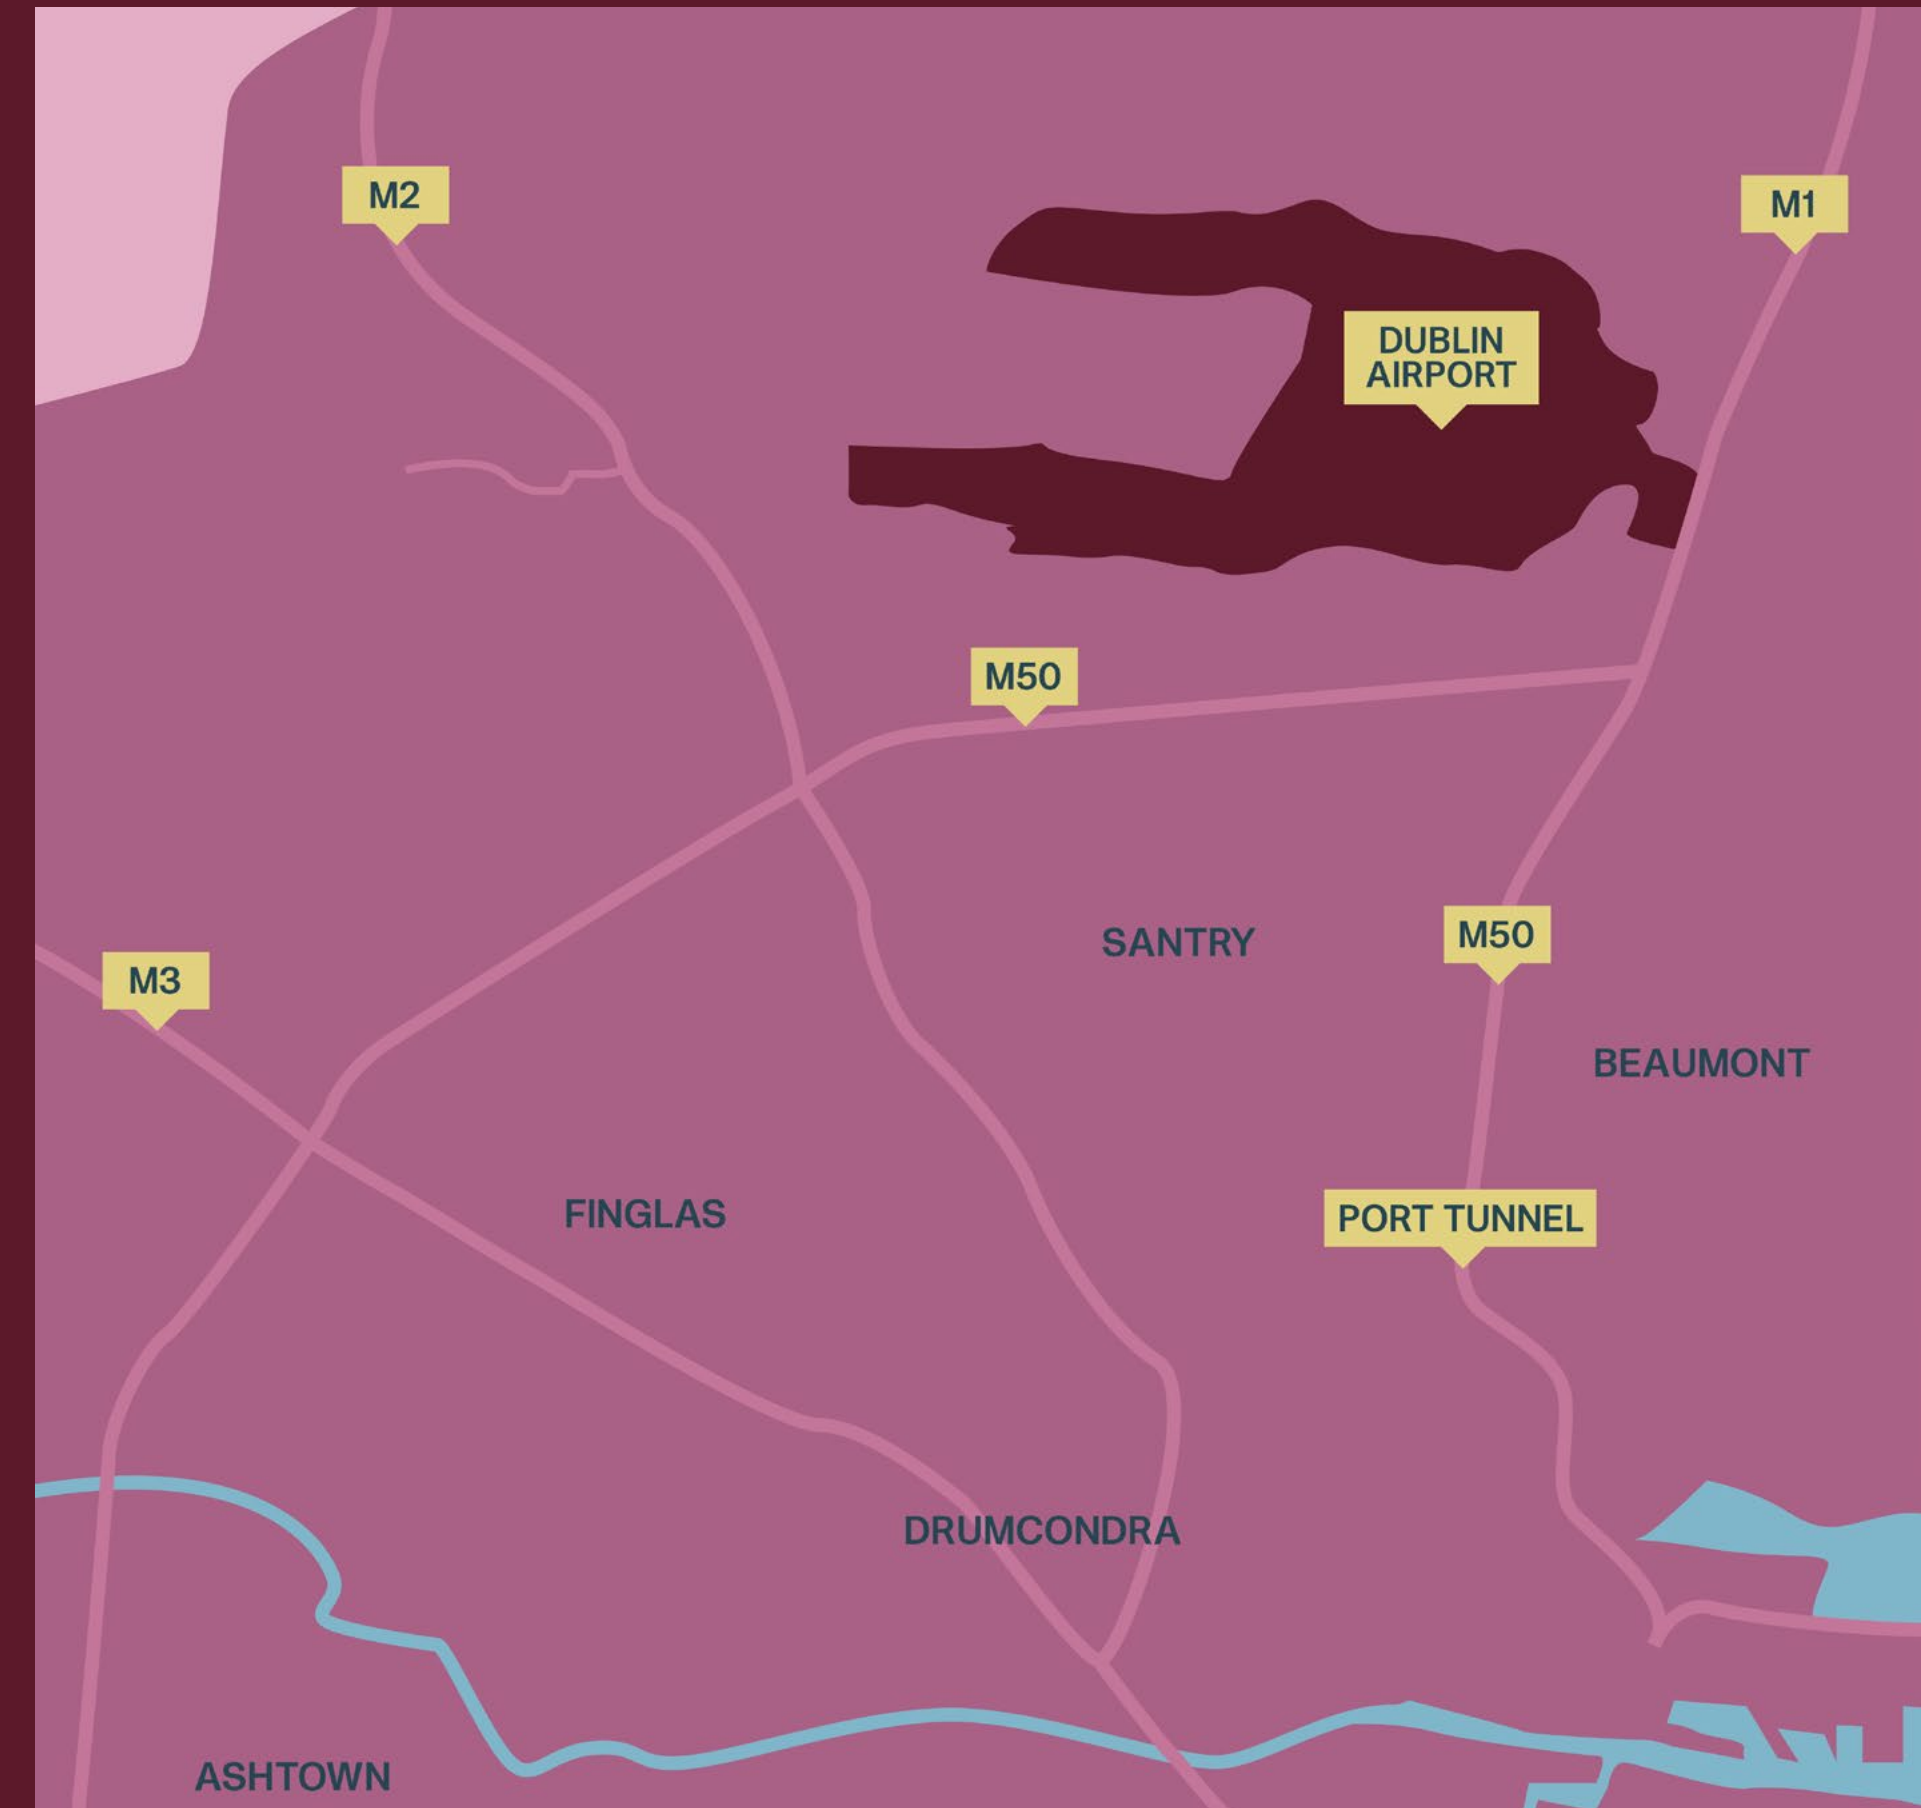 M2
M1
DUBLIN
AIRPORT
M50
SANTRY
M50
M3
BEAUMONT
FINGLAS
PORT TUNNEL
DRUMCONDRA
ASHTOWN